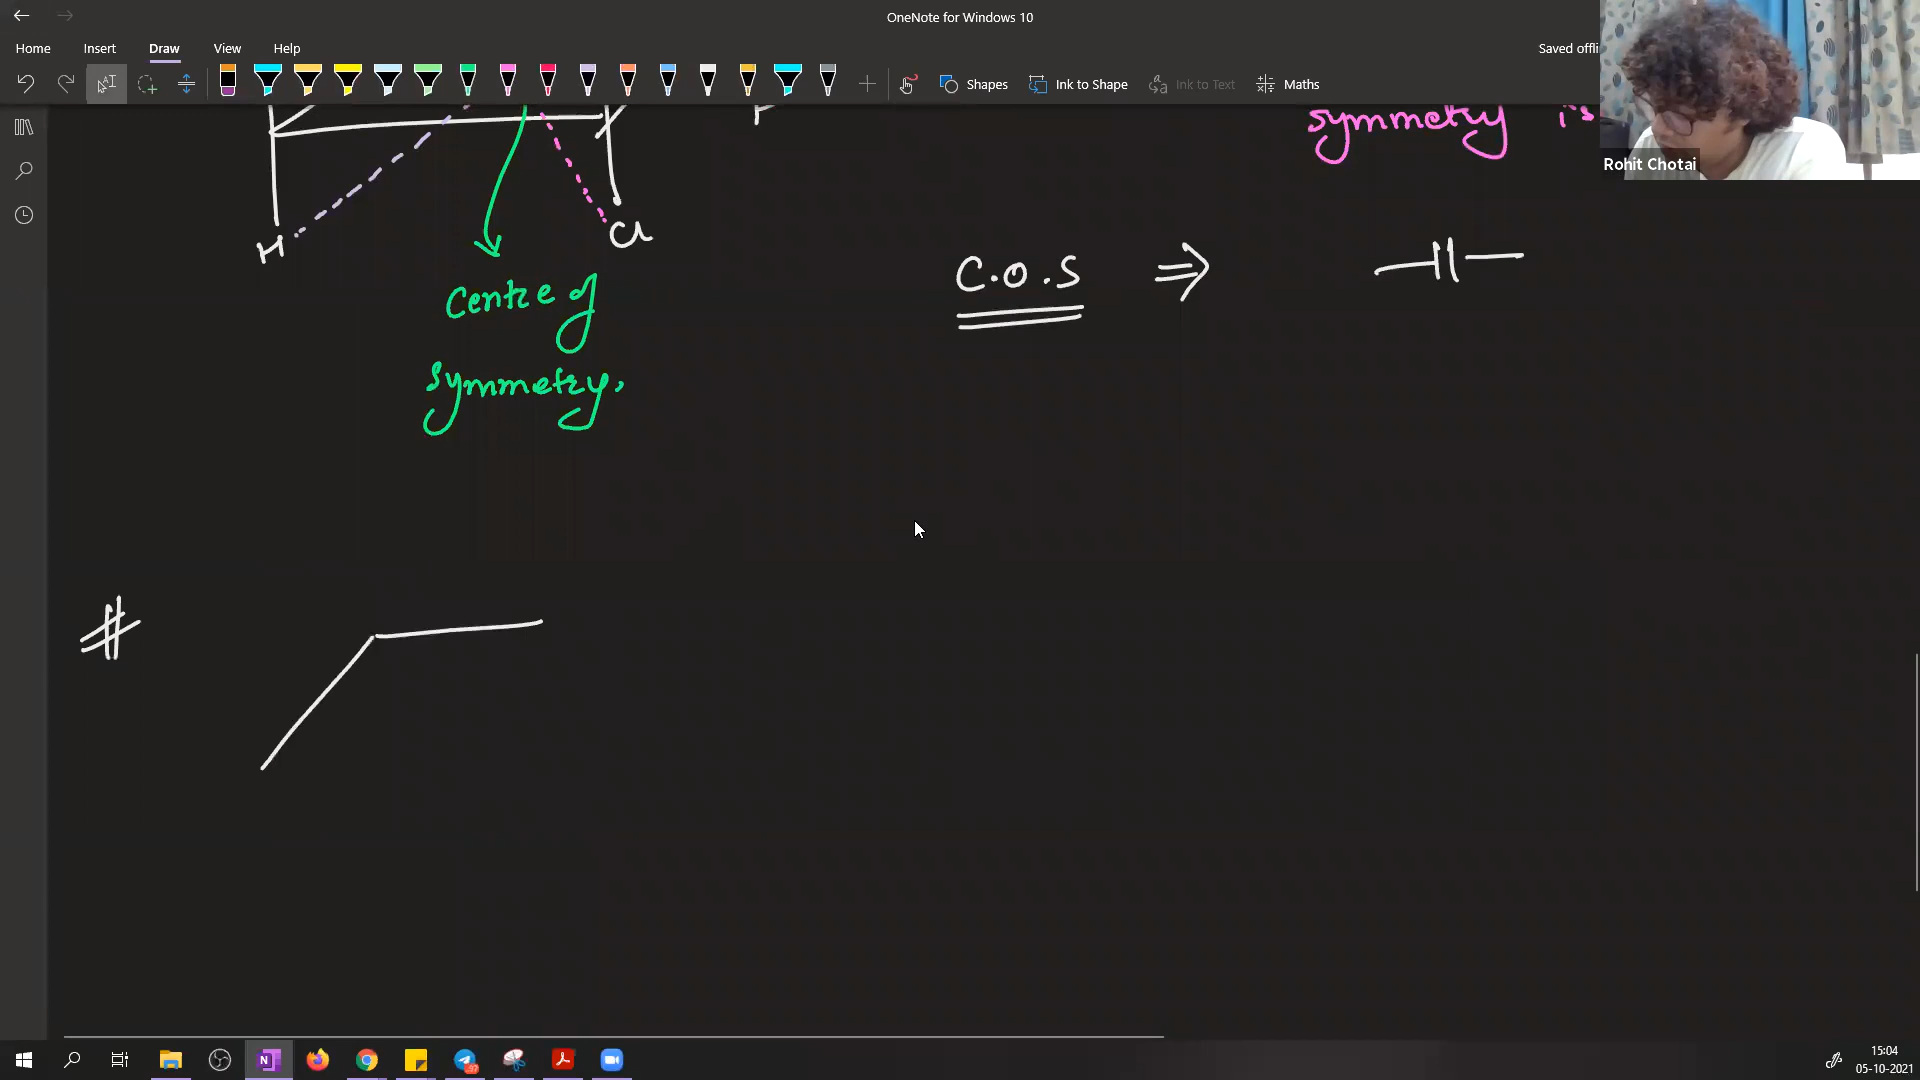 OneNote for Windows 10
Home Insert Draw View Help
Saved offli
Shapes Ink to Shape Ink to Text Maths
symmetry is
Rohit Chotai
H
Cl
C.O.S ⇒
Centre of
symmetry,
#
15:04
05-10-2021